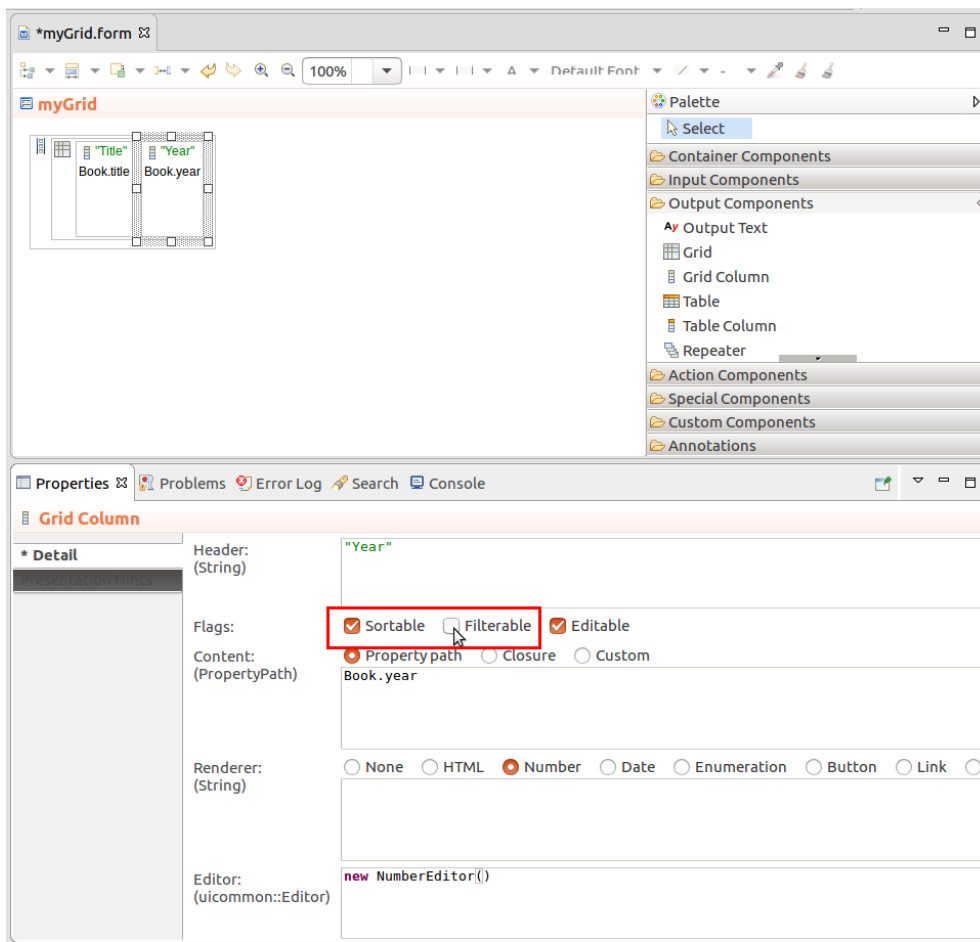 *myGrid.form
100%
A
Default Font
myGrid
"Title"
"Year"
Book.title
Book.year
Palette
Select
Container Components
Input Components
Output Components
Ay Output Text
Grid
Grid Column
Table
Table Column
Repeater
Action Components
Special Components
Custom Components
Annotations
Properties Problems Error Log Search Console
Grid Column
* Detail
Presentation Hints
Header:
(String)
"Year"
Flags:
Sortable Filterable Editable
Content:
(PropertyPath)
Property path Closure Custom
Book.year
Renderer:
(String)
None HTML Number Date Enumeration Button Link
Editor:
(uicommon::Editor)
new NumberEditor()